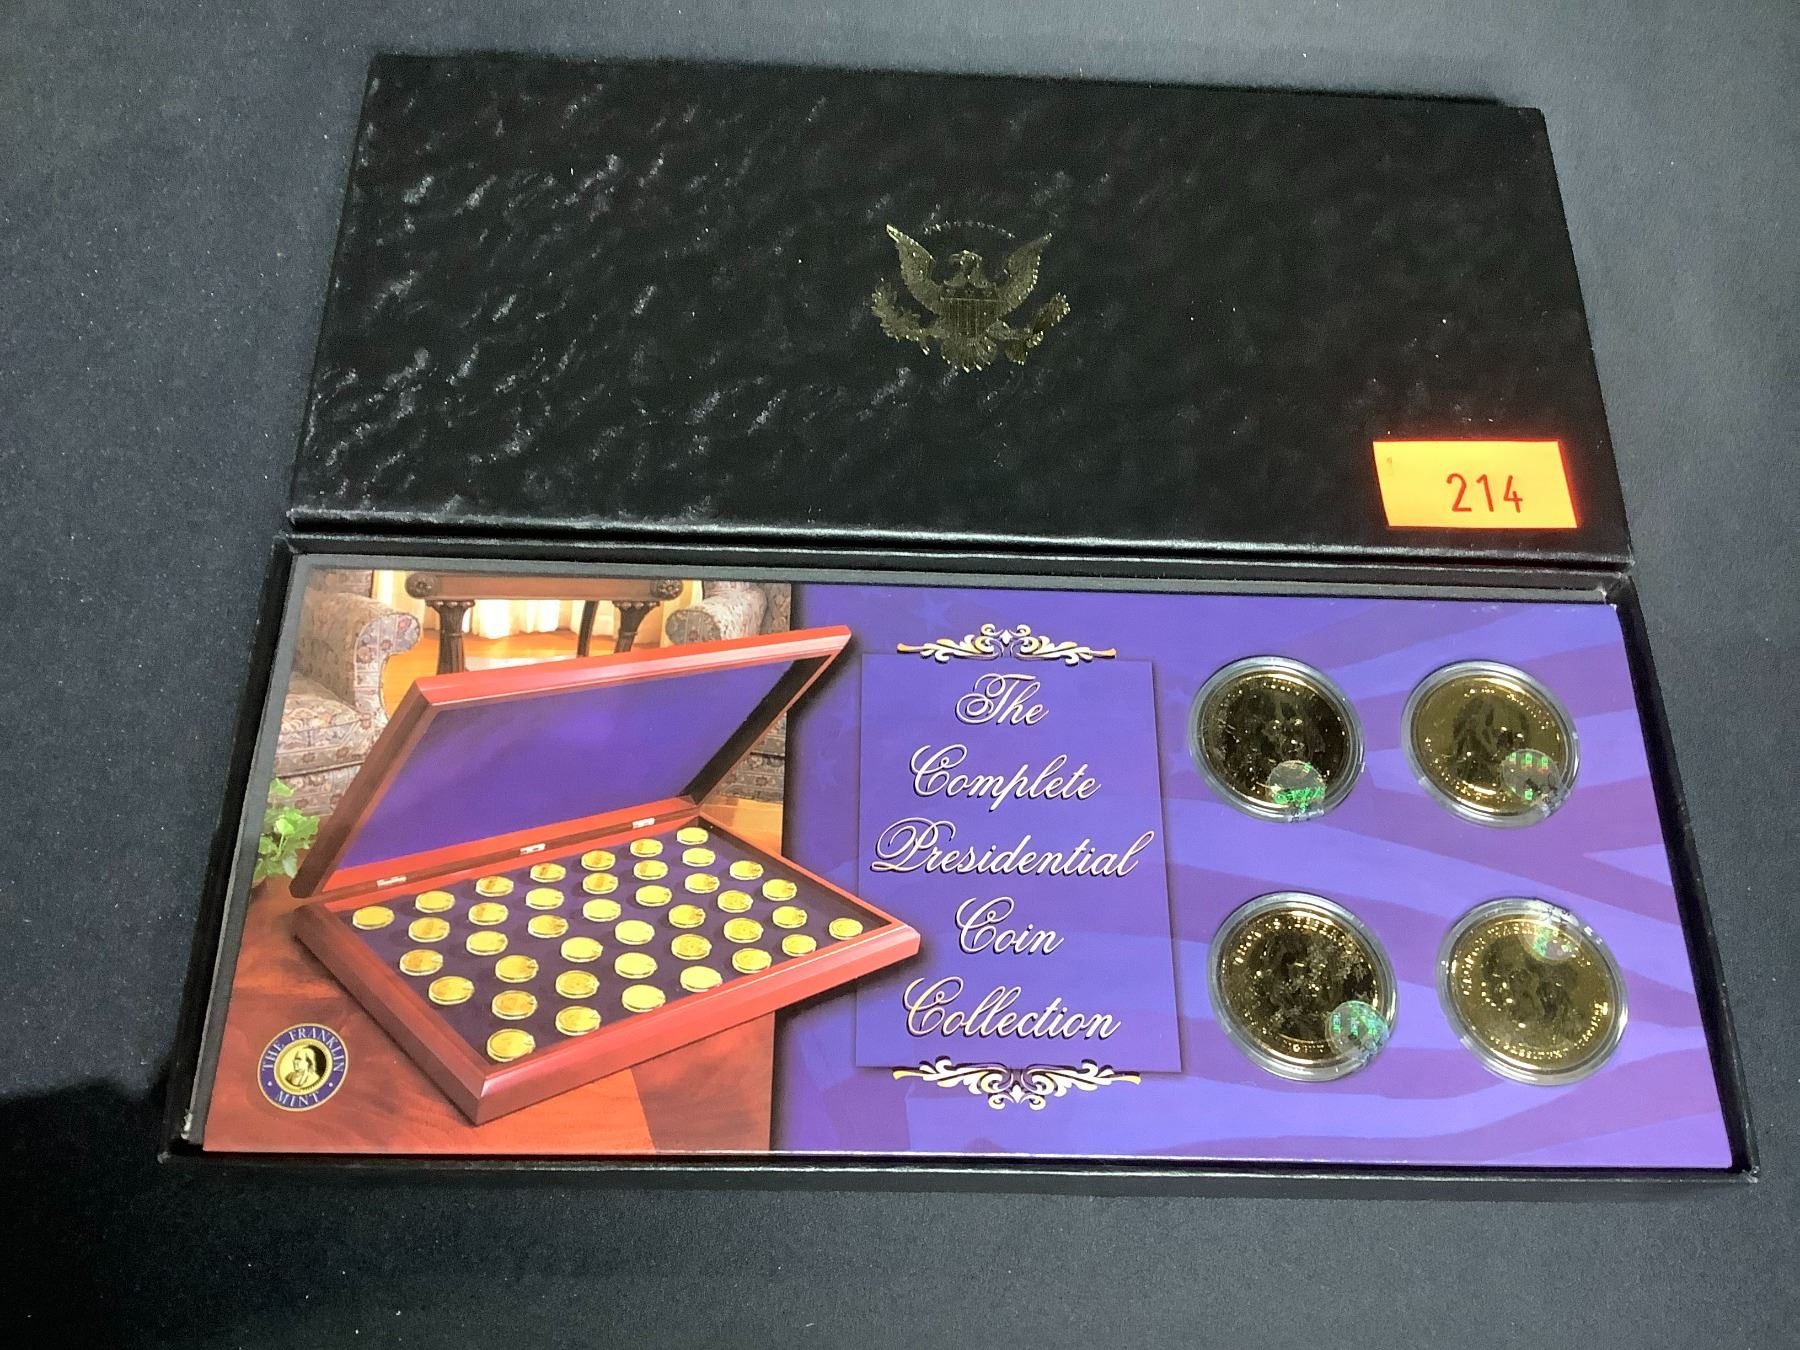 214
The
Complete
Presidential
Coin
Collection
THE FRANKLIN
MINT